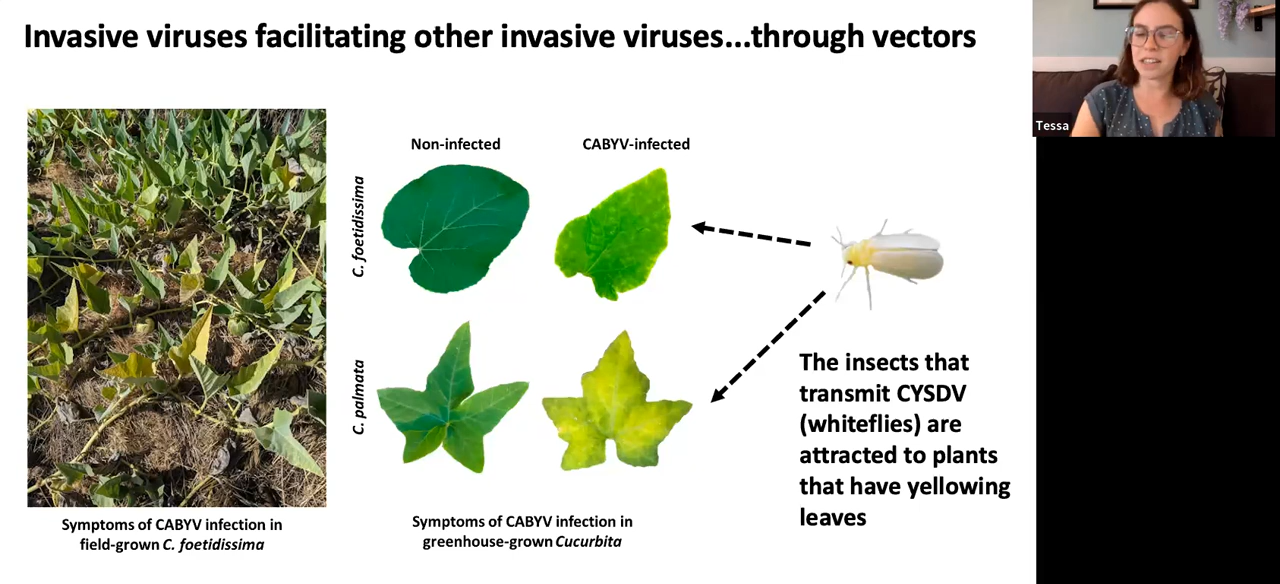 Invasive viruses facilitating other invasive viruses...through vectors
Tessa
Non-infected
CABYV-infected
C. foetidissima
C. palmata
The insects that
transmit CYSDV
(whiteflies) are
attracted to plants
that have yellowing
leaves
Symptoms of CABYV infection in
field-grown C. foetidissima
Symptoms of CABYV infection in
greenhouse-grown Cucurbita